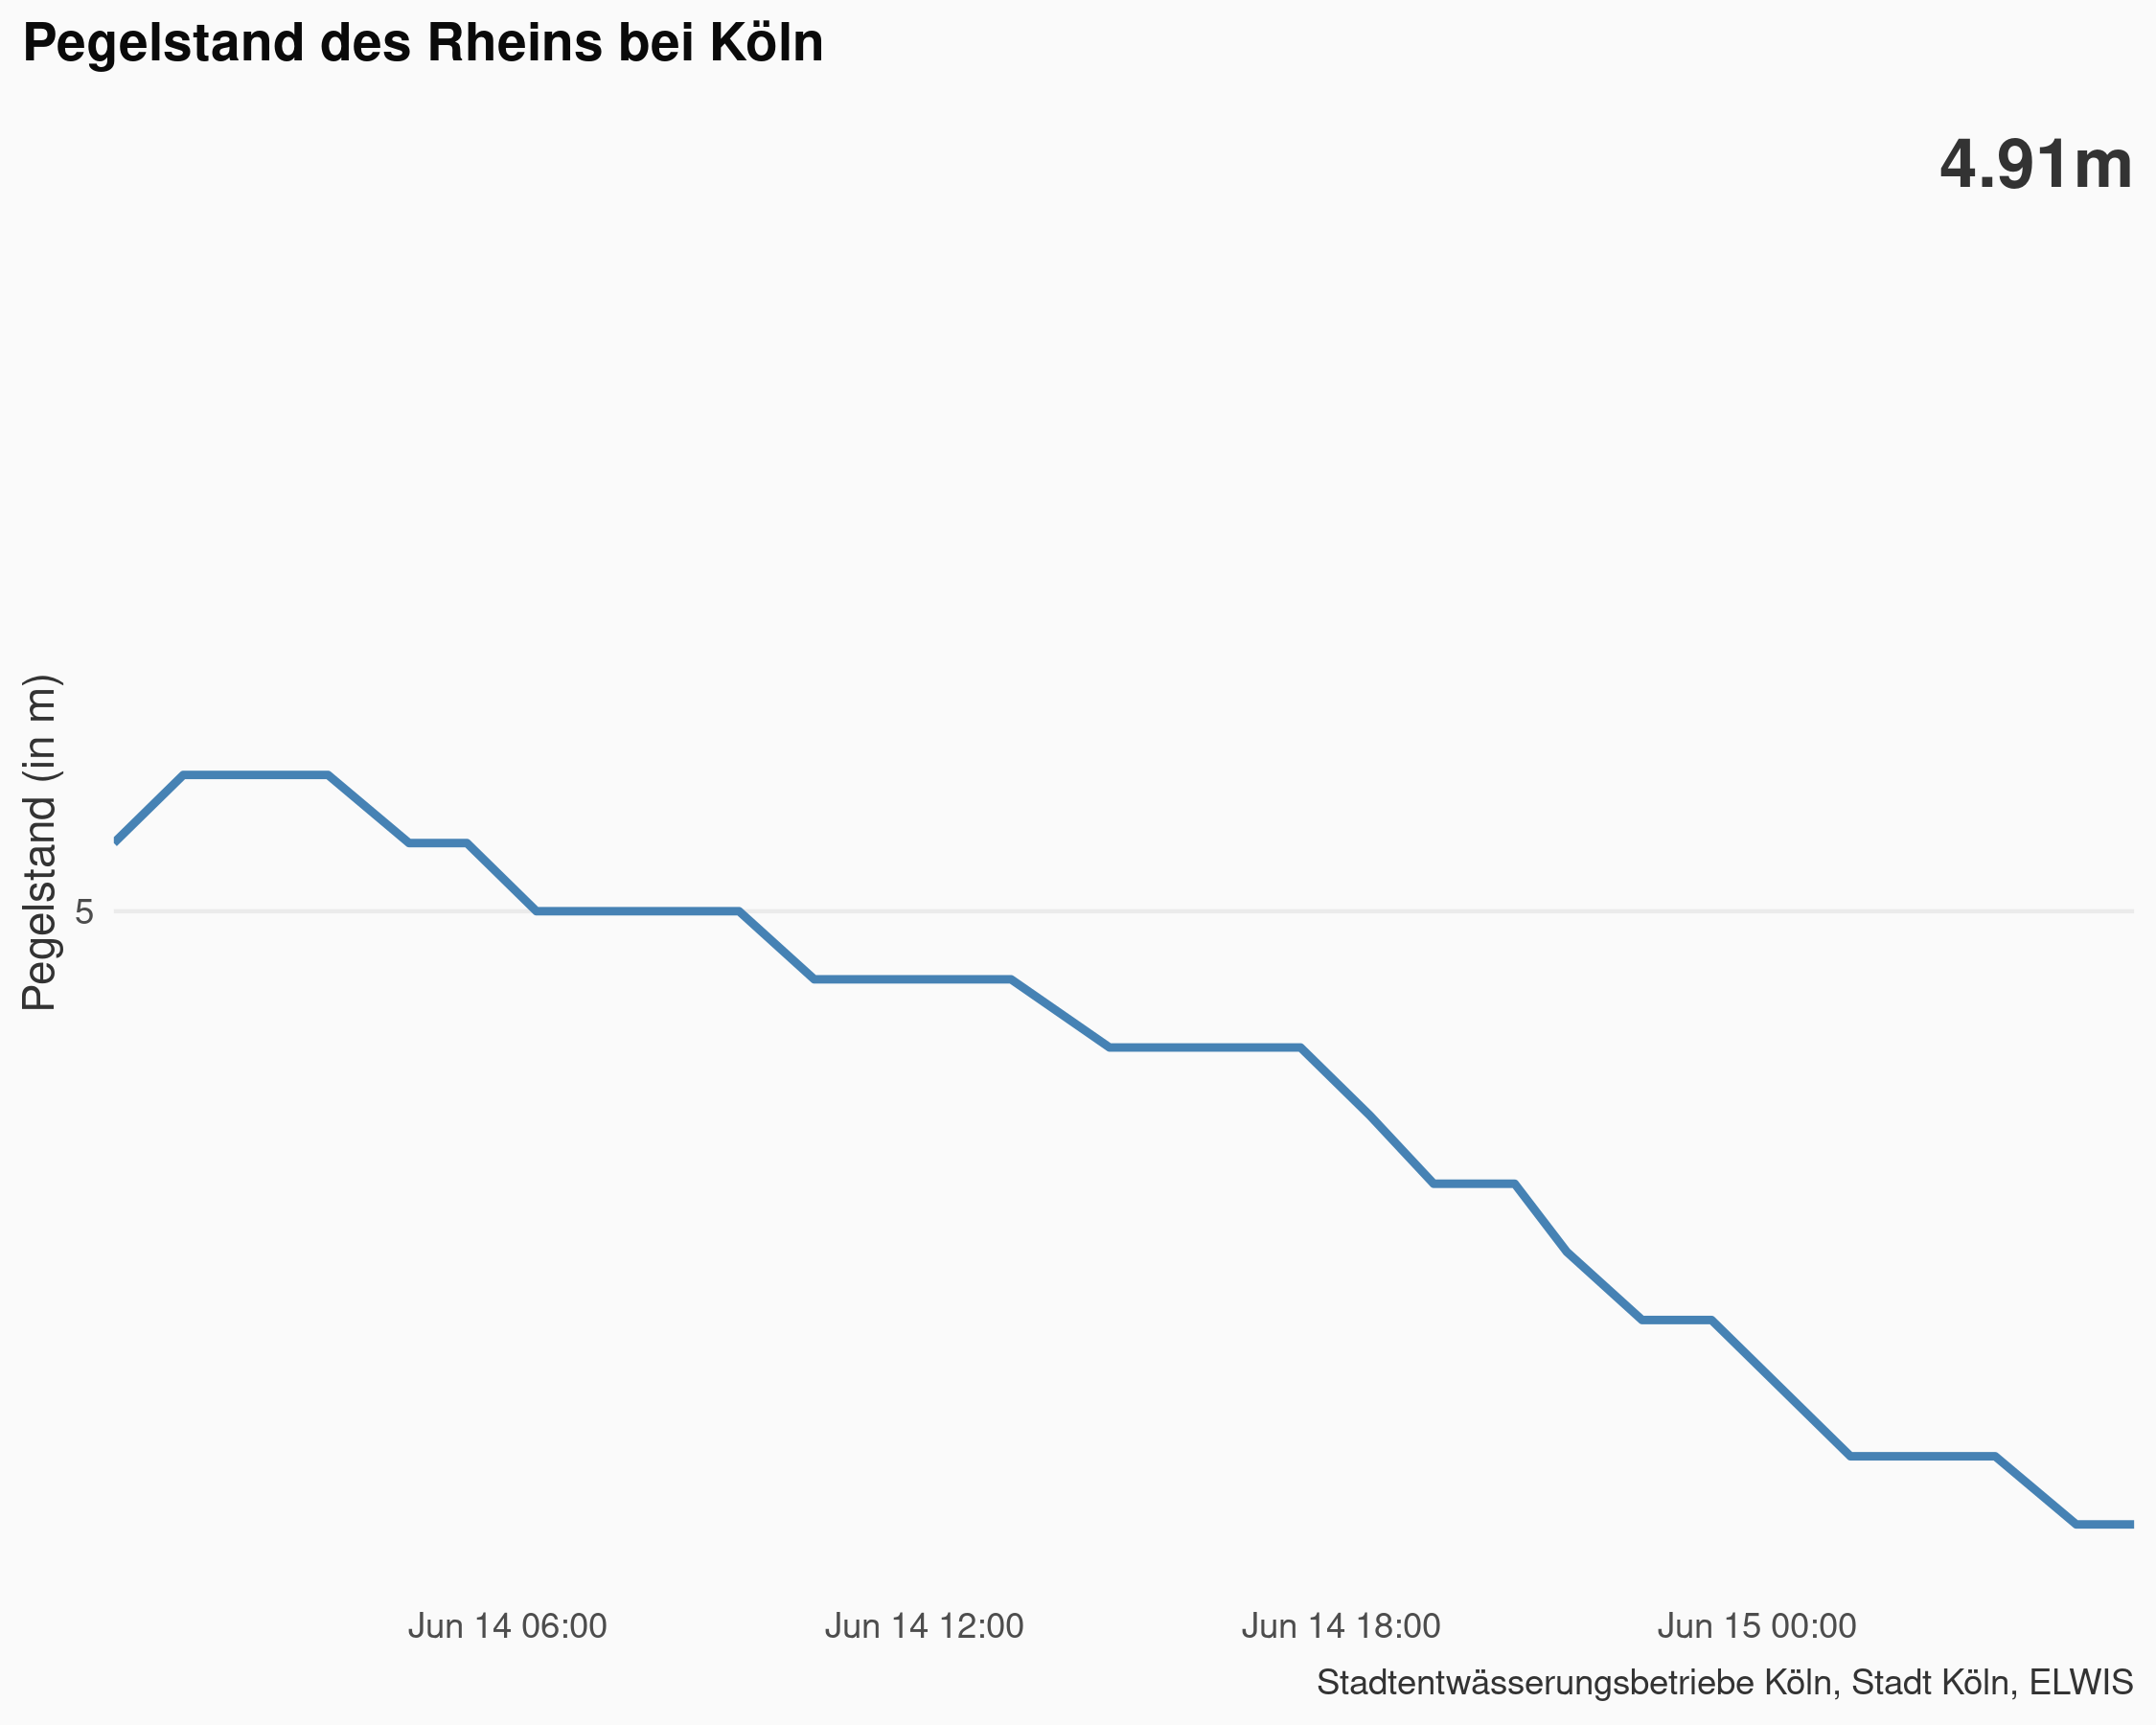 Pegelstand des Rheins bei Köln
4.91m
Pegelstand (in m)
5
Jun 14 06:00
Jun 14 12:00
Jun 14 18:00
Jun 15 00:00
Stadtentwässerungsbetriebe Köln, Stadt Köln, ELWIS